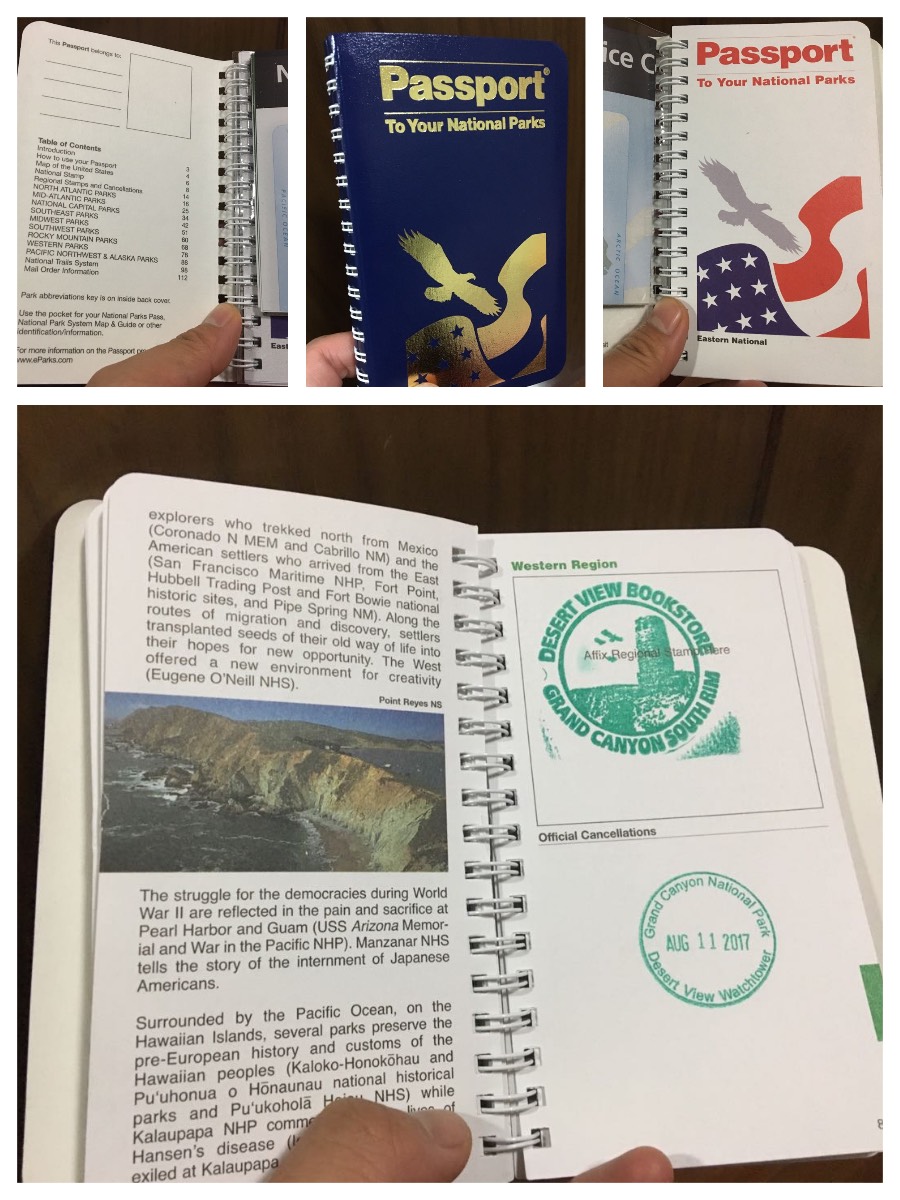 This Passport belongs to:
Table of Contents
Introduction
How to use your Passport 3
Map of the United States 4
National Stamp 6
Regional Stamps and Cancellations 8
NORTH ATLANTIC PARKS 14
MID-ATLANTIC PARKS 16
NATIONAL CAPITAL PARKS 25
SOUTHEAST PARKS 34
MIDWEST PARKS 42
SOUTHWEST PARKS 51
ROCKY MOUNTAIN PARKS 60
WESTERN PARKS 68
PACIFIC NORTHWEST & ALASKA PARKS 78
National Trails System 86
Mail Order Information 98
112
Park abbreviations key is on inside back cover.
Use the pocket for your National Parks Pass,
National Park System Map & Guide or other
identification/information.
For more information on the Passport
www.eParks.com
N
PACIFIC OCEAN
East
Passport®
To Your National Parks
ice C
ARCTIC OCEAN
Passport®
To Your National Parks
Eastern National
explorers who trekked north from Mexico
(Coronado N MEM and Cabrillo NM) and the
American settlers who arrived from the East
(San Francisco Maritime NHP, Fort Point,
Hubbell Trading Post and Fort Bowie national
historic sites, and Pipe Spring NM). Along the
routes of migration and discovery, settlers
transplanted seeds of their old way of life into
their hopes for new opportunity. The West
offered a new environment for creativity
(Eugene O'Neill NHS).
Point Reyes NS
The struggle for the democracies during World
War II are reflected in the pain and sacrifice at
Pearl Harbor and Guam (USS Arizona Memor-
ial and War in the Pacific NHP). Manzanar NHS
tells the story of the internment of Japanese
Americans.
Surrounded by the Pacific Ocean, on the
Hawaiian Islands, several parks preserve the
pre-European history and customs of the
Hawaiian peoples (Kaloko-Honokōhau and
Pu'uhonua o Hōnaunau national historical
parks and Pu'ukoholā Heiau NHS) while
Kalaupapa NHP lives of
Hansen's disease
exiled at Kalaupapa
Western Region
DESERT VIEW BOOKSTORE
Affix Regional Stamp Here
GRAND CANYON SOUTH RIM
Official Cancellations
Grand Canyon National Park
AUG 11 2017
Desert View Watchtower
8